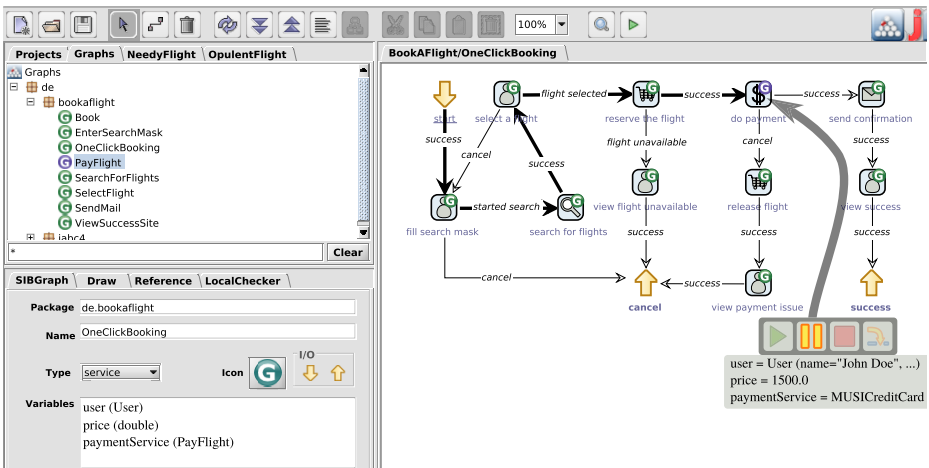 100%
Projects Graphs NeedyFlight OpulentFlight
BookAFlight/OneClickBooking
Graphs
de
bookaflight
Book
EnterSearchMask
OneClickBooking
PayFlight
SearchForFlights
SelectFlight
SendMail
ViewSuccessSite
jabc4
*
Clear
SIBGraph Draw Reference LocalChecker
Package de.bookaflight
Name OneClickBooking
Type service Icon I/O
Variables
user (User)
price (double)
paymentService (PayFlight)
flight selected success success
start select a flight reserve the flight do payment send confirmation
success flight unavailable cancel success
cancel
success
started search
view flight unavailable release flight view success
fill search mask search for flights success success success
cancel success
cancel view payment issue success
user = User (name="John Doe", ...)
price = 1500.0
paymentService = MUSICreditCard